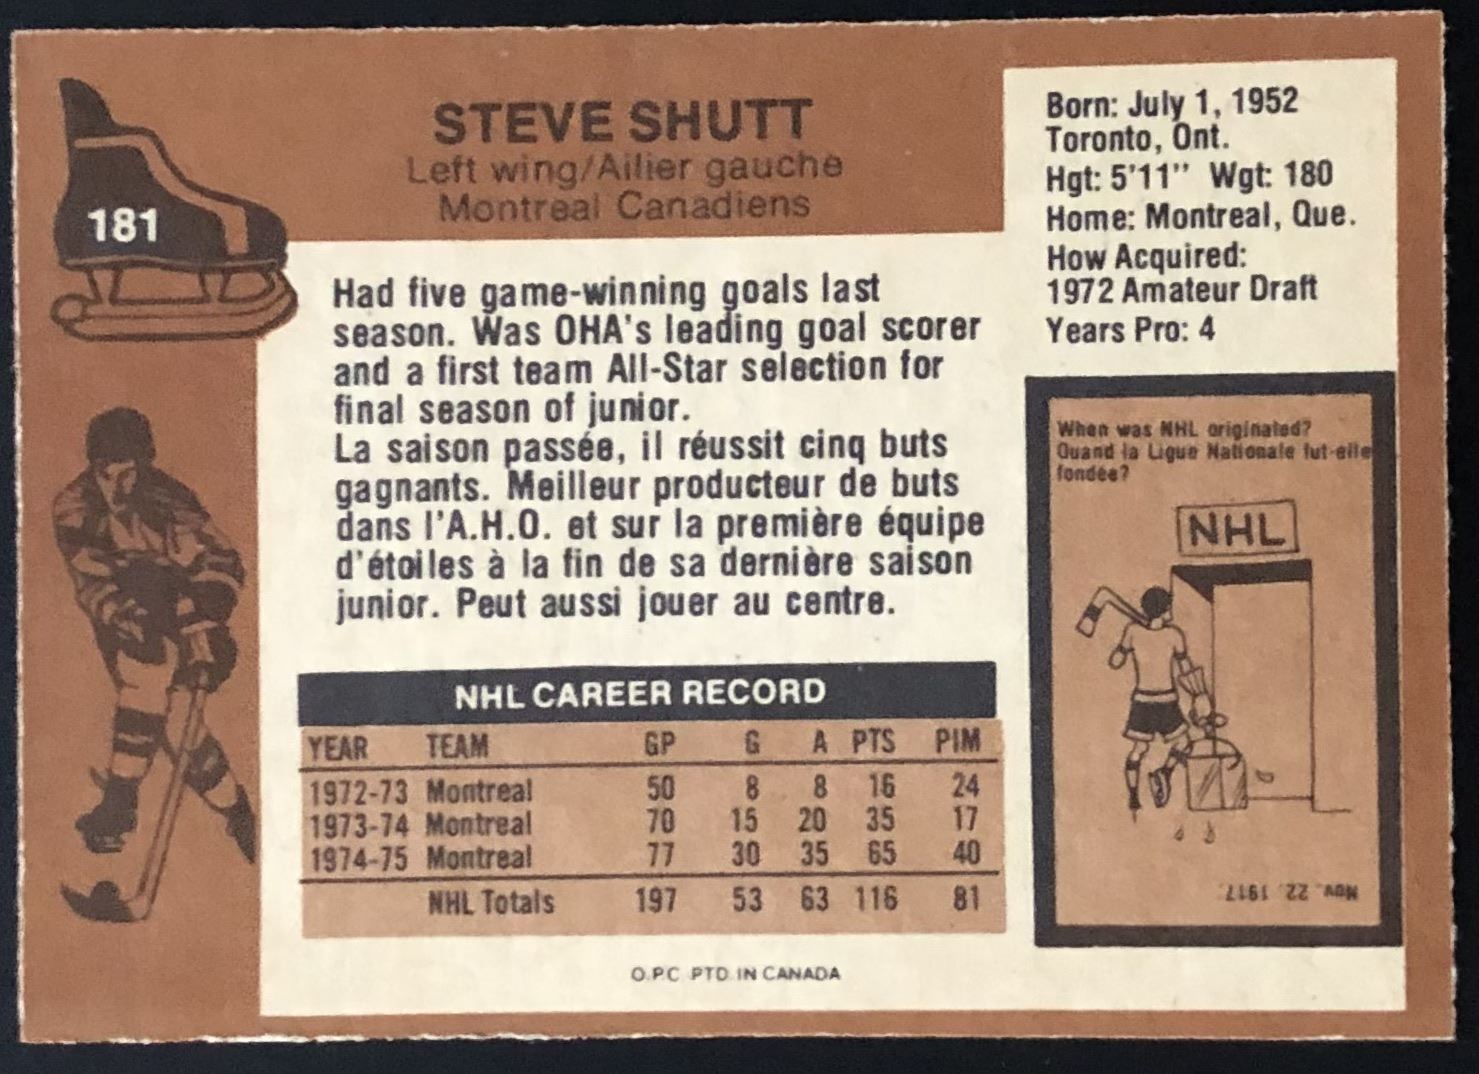 181
STEVE SHUTT
Left wing/Ailier gauche
Montreal Canadiens
Born: July 1, 1952
Toronto, Ont.
Hgt: 5'11" Wgt: 180
Home: Montreal, Que.
How Acquired:
1972 Amateur Draft
Years Pro: 4
Had five game-winning goals last
season. Was OHA's leading goal scorer
and a first team All-Star selection for
final season of junior.
La saison passée, il réussit cinq buts
gagnants. Meilleur producteur de buts
dans l'A.H.O. et sur la première équipe
d'étoiles à la fin de sa dernière saison
junior. Peut aussi jouer au centre.
When was NHL originated?
Quand la Ligue Nationale fut-elle
fondée?
NHL
Nov. 22, 1917.
NHL CAREER RECORD
YEAR TEAM GP G A PTS PIM
1972-73 Montreal 50 8 8 16 24
1973-74 Montreal 70 15 20 35 17
1974-75 Montreal 77 30 35 65 40
NHL Totals 197 53 63 116 81
O.P.C. PTD. IN CANADA